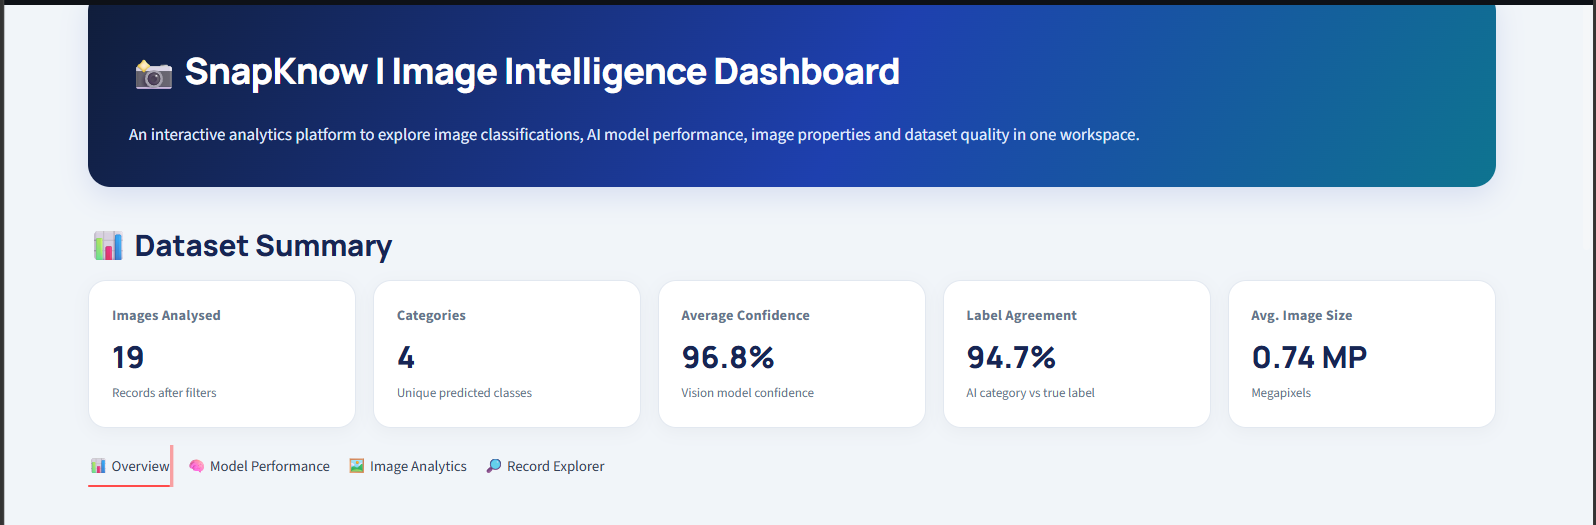 SnapKnow | Image Intelligence Dashboard
An interactive analytics platform to explore image classifications, AI model performance, image properties and dataset quality in one workspace.
Dataset Summary
Images Analysed
19
Records after filters
Categories
4
Unique predicted classes
Average Confidence
96.8%
Vision model confidence
Label Agreement
94.7%
AI category vs true label
Avg. Image Size
0.74 MP
Megapixels
Overview Model Performance Image Analytics Record Explorer